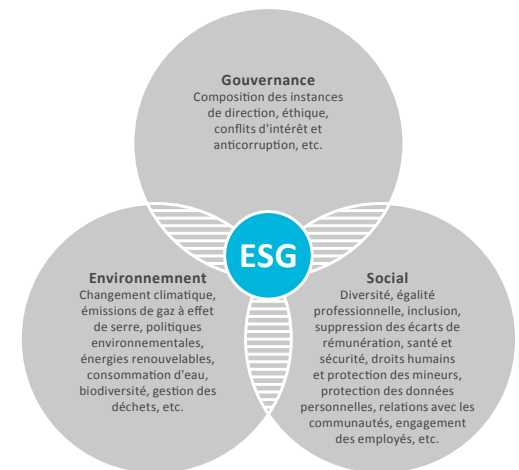 Gouvernance
Composition des instances
de direction, éthique,
conflits d'intérêt et
anticorruption, etc.
ESG
Environnemnent
Changement climatique,
émissions de gaz à effet
de serre, politiques
environnementales,
énergies renouvelables,
consommation d'eau,
biodiversité, gestion des
déchets, etc.
Social
Diversité, égalité
professionnelle, inclusion,
suppression des écarts de
rémunération, santé et
sécurité, droits humains
et protection des mineurs,
protection des données
personnelles, relations avec les
communautés, engagement
des employés, etc.